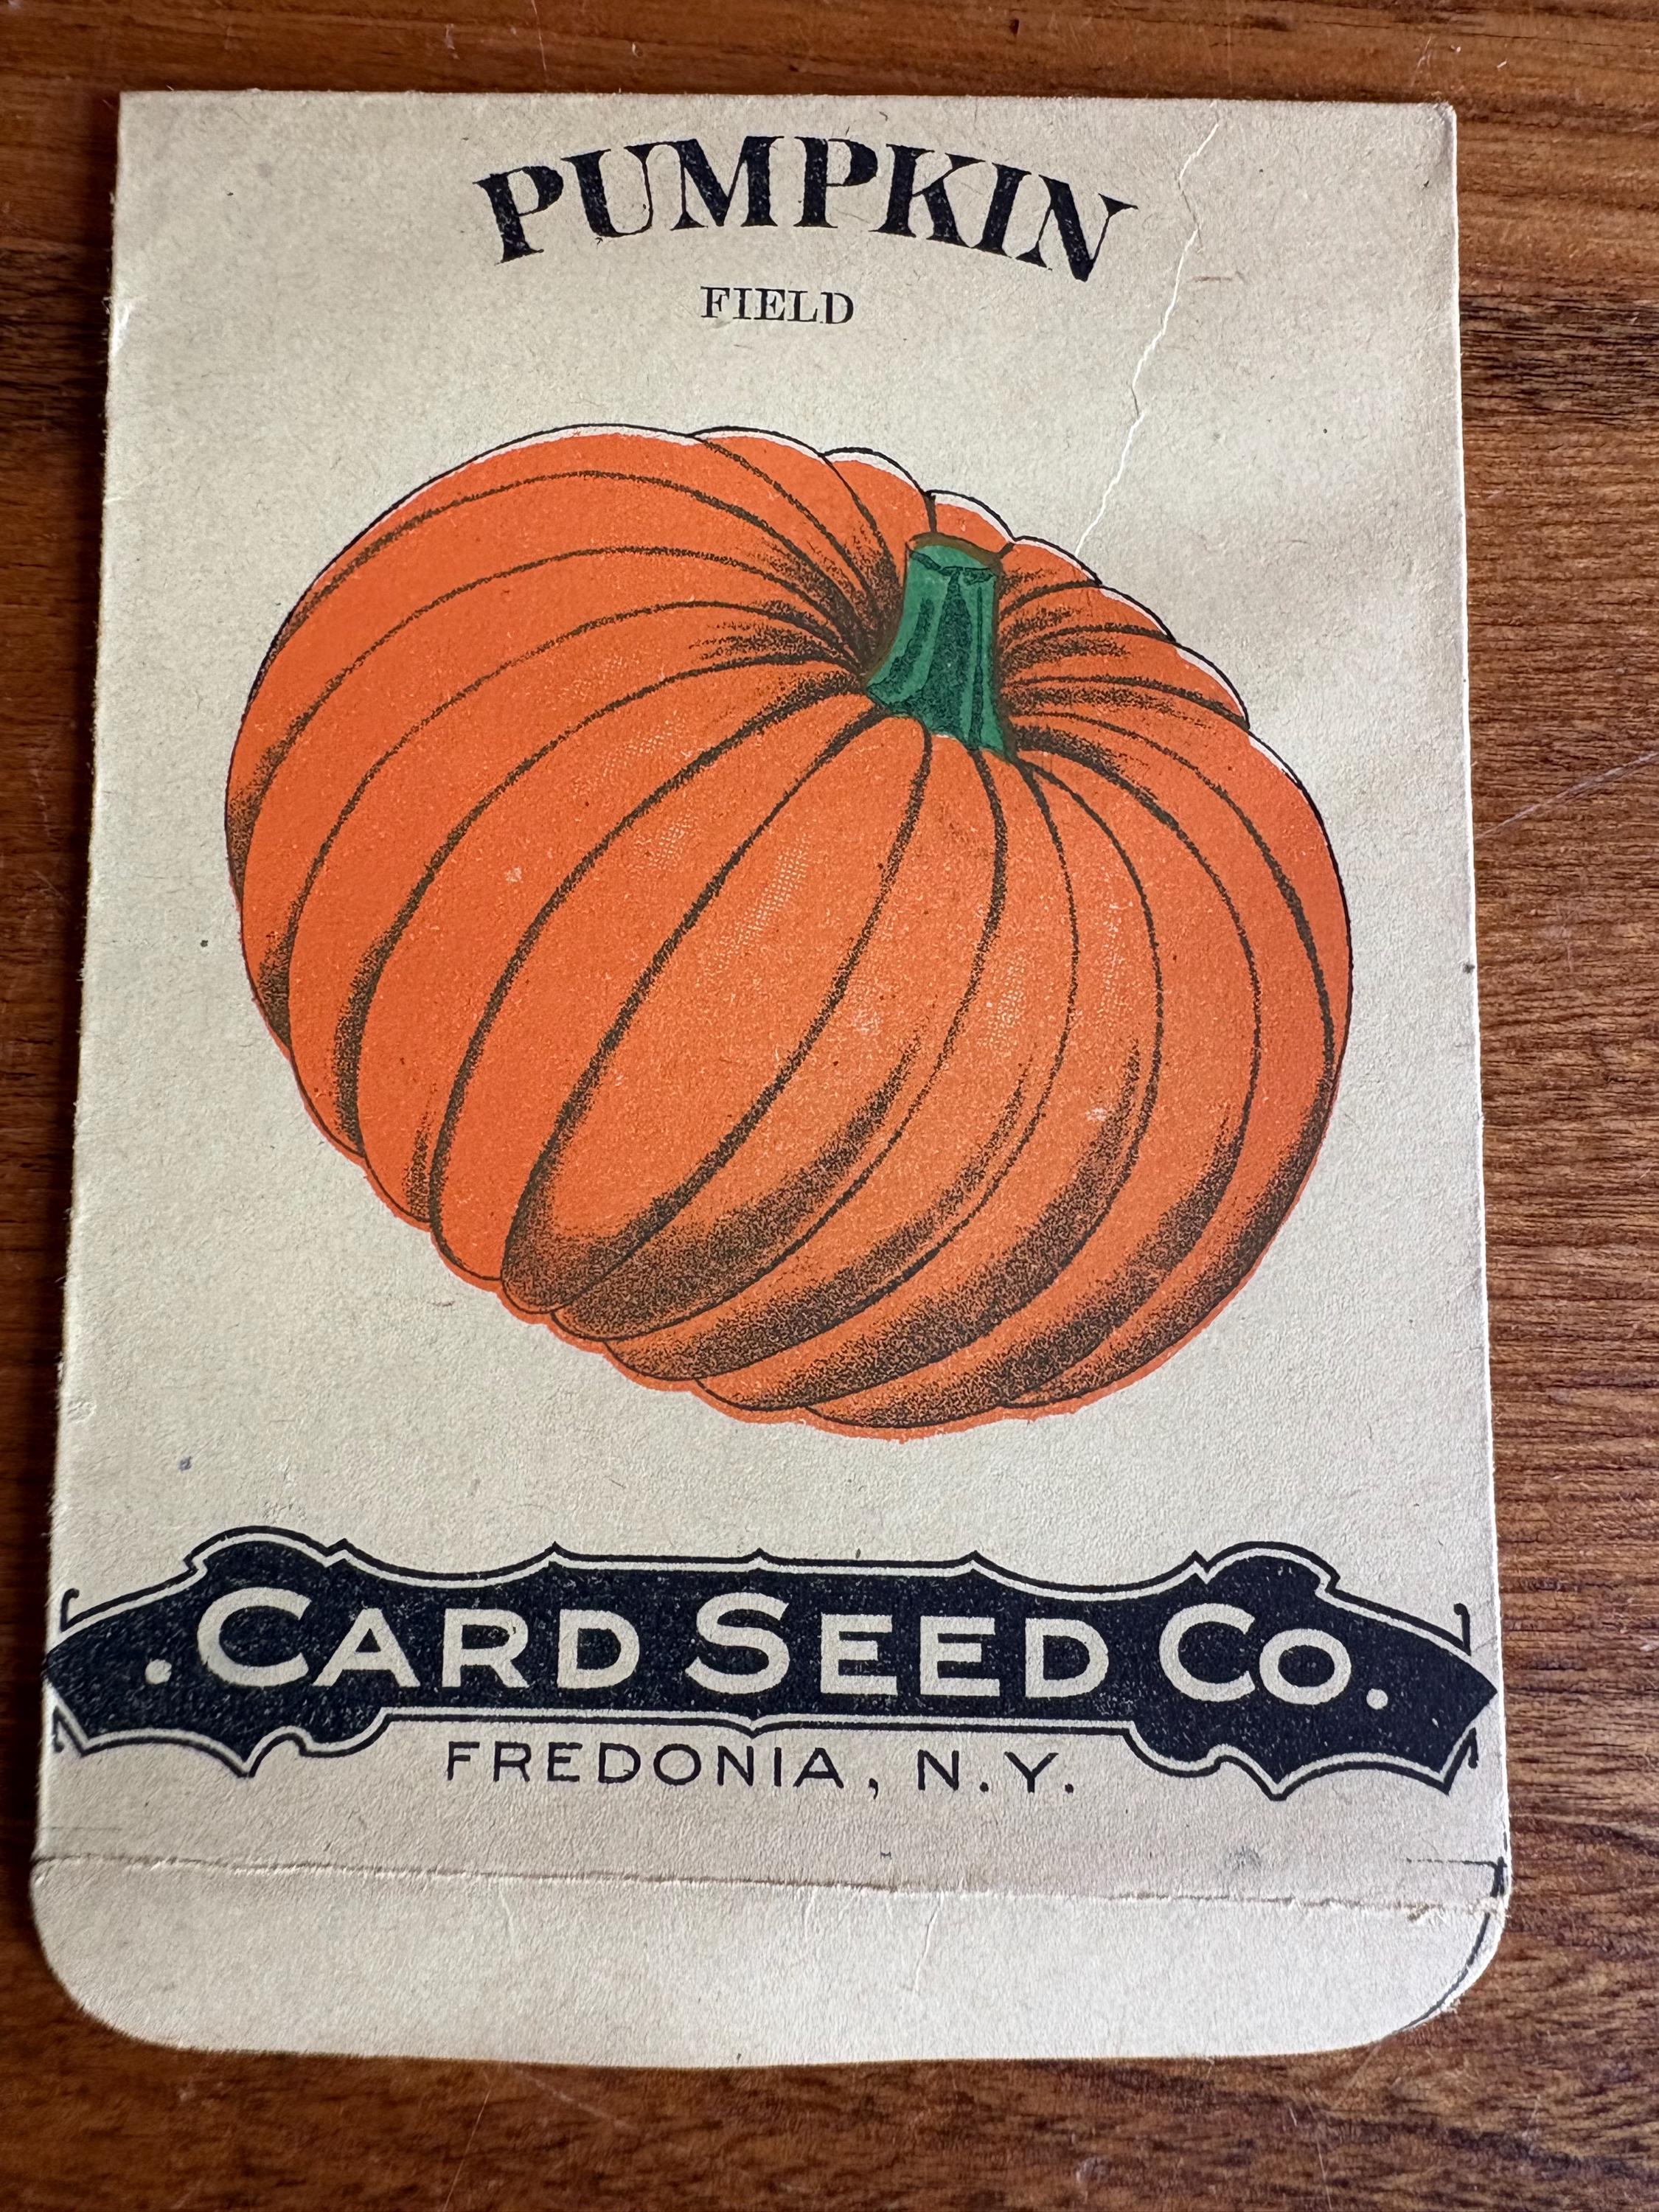 PUMPKIN
FIELD
. CARD SEED CO.
FREDONIA, N.Y.